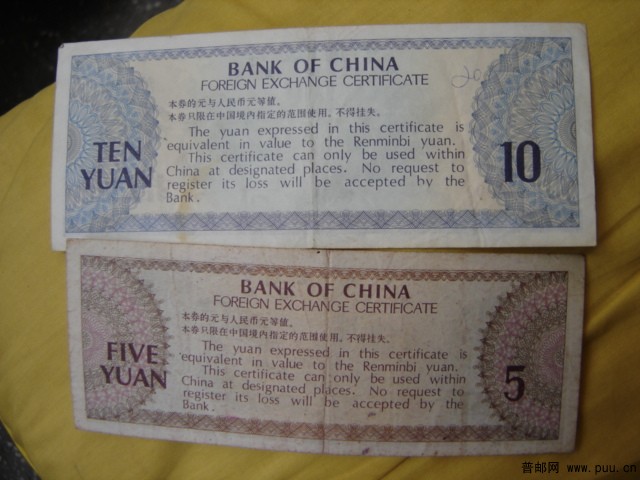 BANK OF CHINA
FOREIGN EXCHANGE CERTIFICATE
本券的元与人民币元等值。
本券只限在中国境内指定的范围使用，不得挂失。
The yuan expressed in this certificate is
equivalent in value to the Renminbi yuan.
This certificate can only be used within
China at designated places. No request to
register its loss will be accepted by the
Bank.
TEN
YUAN
10
BANK OF CHINA
FOREIGN EXCHANGE CERTIFICATE
本券的元与人民币元等值。
本券只限在中国境内指定的范围使用，不得挂失。
The yuan expressed in this certificate is
equivalent in value to the Renminbi yuan.
This certificate can only be used within
China at designated places. No request to
register its loss will be accepted by the
Bank.
FIVE
YUAN
5
普邮网 www.puu.cn